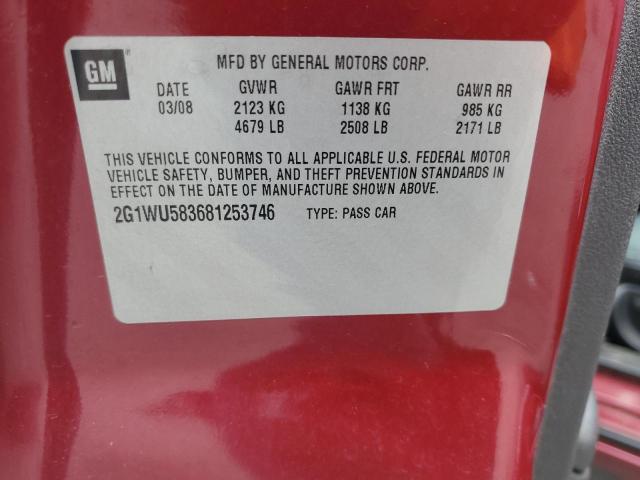 GM
MFD BY GENERAL MOTORS CORP.
DATE GVWR GAWR FRT GAWR RR
03/08 2123 KG 1138 KG 985 KG
4679 LB 2508 LB 2171 LB
THIS VEHICLE CONFORMS TO ALL APPLICABLE U.S. FEDERAL MOTOR
VEHICLE SAFETY, BUMPER, AND THEFT PREVENTION STANDARDS IN
EFFECT ON THE DATE OF MANUFACTURE SHOWN ABOVE.
2G1WU583681253746 TYPE: PASS CAR